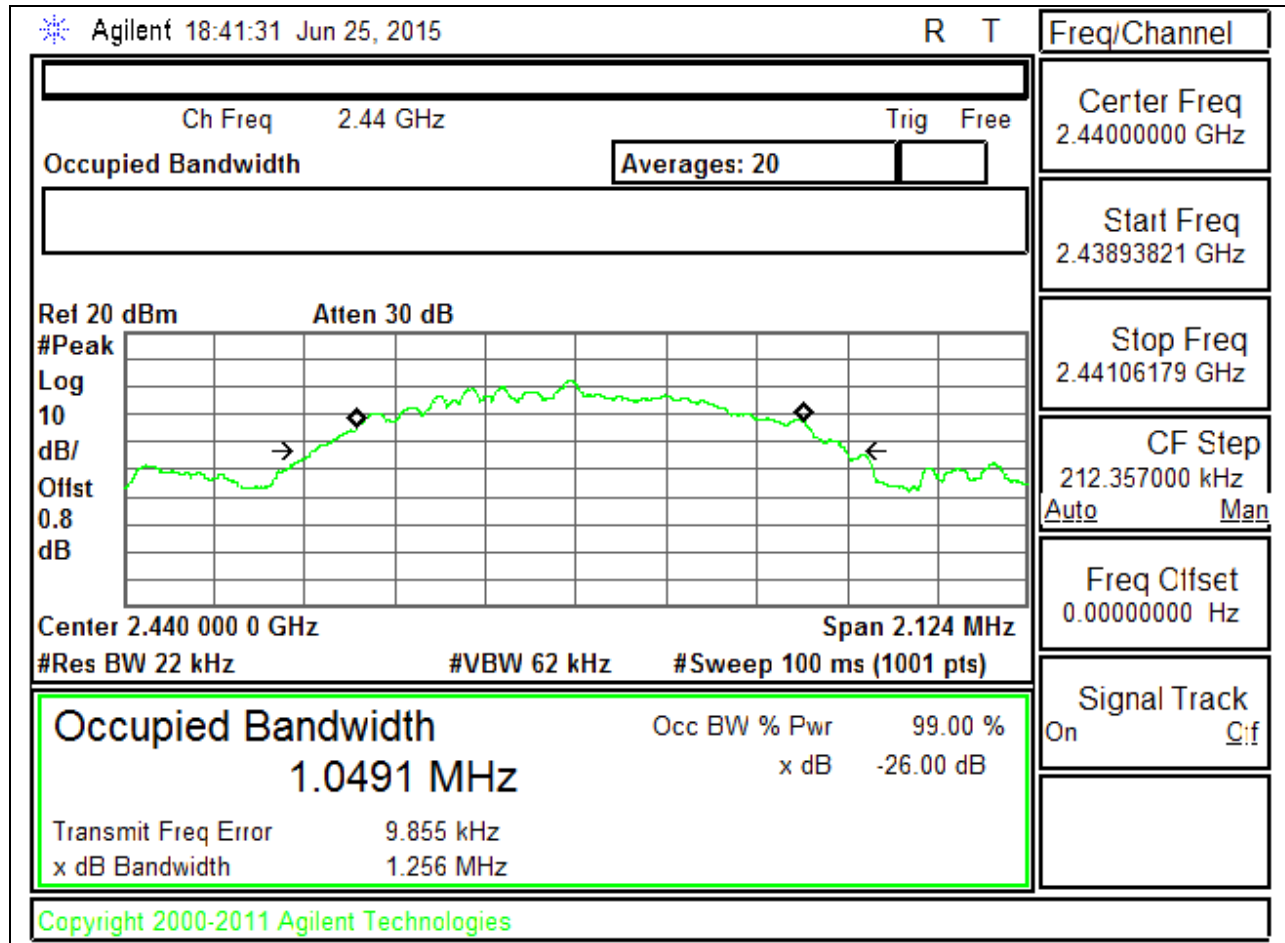 Agilent 18:41:31 Jun 25, 2015 R T
Ch Freq 2.44 GHz Trig Free
Occupied Bandwidth Averages: 20
Ref 20 dBm Atten 30 dB
#Peak
Log
10
dB/
Offst
0.8
dB
Center 2.440 000 0 GHz Span 2.124 MHz
#Res BW 22 kHz #VBW 62 kHz #Sweep 100 ms (1001 pts)
Occupied Bandwidth
1.0491 MHz
Occ BW % Pwr 99.00 %
x dB -26.00 dB
Transmit Freq Error 9.855 kHz
x dB Bandwidth 1.256 MHz
Copyright 2000-2011 Agilent Technologies
Freq/Channel
Center Freq
2.44000000 GHz
Start Freq
2.43893821 GHz
Stop Freq
2.44106179 GHz
CF Step
212.357000 kHz
Auto Man
Freq Offset
0.00000000 Hz
Signal Track
On Off